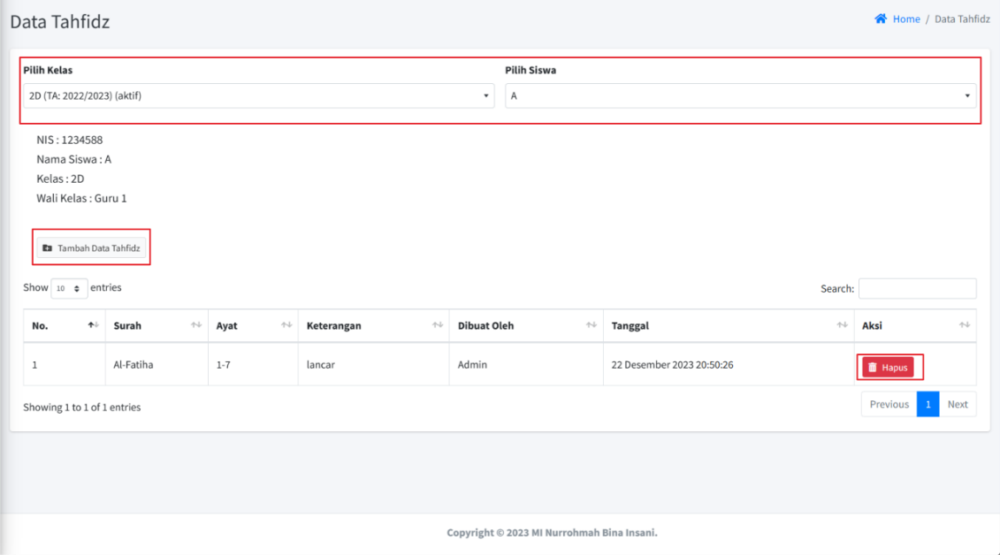 Data Tahfidz
Home / Data Tahfidz
Pilih Kelas
Pilih Siswa
2D (TA: 2022/2023) (aktif)
A
NIS : 1234588
Nama Siswa : A
Kelas : 2D
Wali Kelas : Guru 1
Tambah Data Tahfidz
Show 10 entries
Search:
No. Surah Ayat Keterangan Dibuat Oleh Tanggal Aksi
1 Al-Fatiha 1-7 lancar Admin 22 Desember 2023 20:50:26 Hapus
Showing 1 to 1 of 1 entries
Previous 1 Next
Copyright © 2023 MI Nurrohmah Bina Insani.